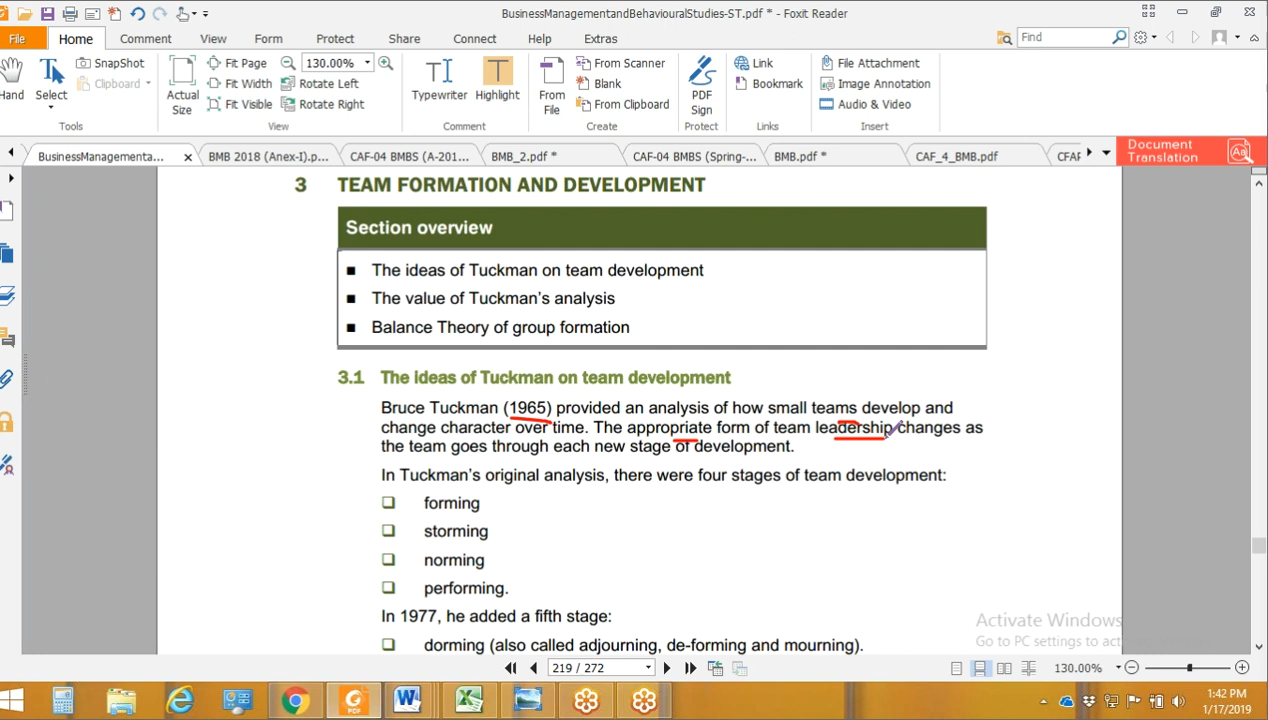 BusinessManagementandBehaviouralStudies-ST.pdf * - Foxit Reader
File Home Comment View Form Protect Share Connect Help Extras Find
Hand Select SnapShot Clipboard Actual Size Fit Page Fit Width Fit Visible 130.00% Rotate Left Rotate Right Typewriter Highlight From File From Scanner Blank From Clipboard PDF Sign Link Bookmark File Attachment Image Annotation Audio & Video
Tools View Comment Create Protect Links Insert
BusinessManagementa... BMB 2018 (Anex-I).p... CAF-04 BMBS (A-201... BMB_2.pdf * CAF-04 BMBS (Spring-... BMB.pdf * CAF_4_BMB.pdf CFAP
Document
Translation
3 TEAM FORMATION AND DEVELOPMENT
Section overview
■ The ideas of Tuckman on team development
■ The value of Tuckman's analysis
■ Balance Theory of group formation
3.1 The ideas of Tuckman on team development
Bruce Tuckman (1965) provided an analysis of how small teams develop and
change character over time. The appropriate form of team leadership changes as
the team goes through each new stage of development.
In Tuckman's original analysis, there were four stages of team development:
❑ forming
❑ storming
❑ norming
❑ performing.
In 1977, he added a fifth stage:
❑ dorming (also called adjourning, de-forming and mourning).
Activate Windows
Go to PC settings to act
219 / 272 130.00%
1:42 PM
1/17/2019